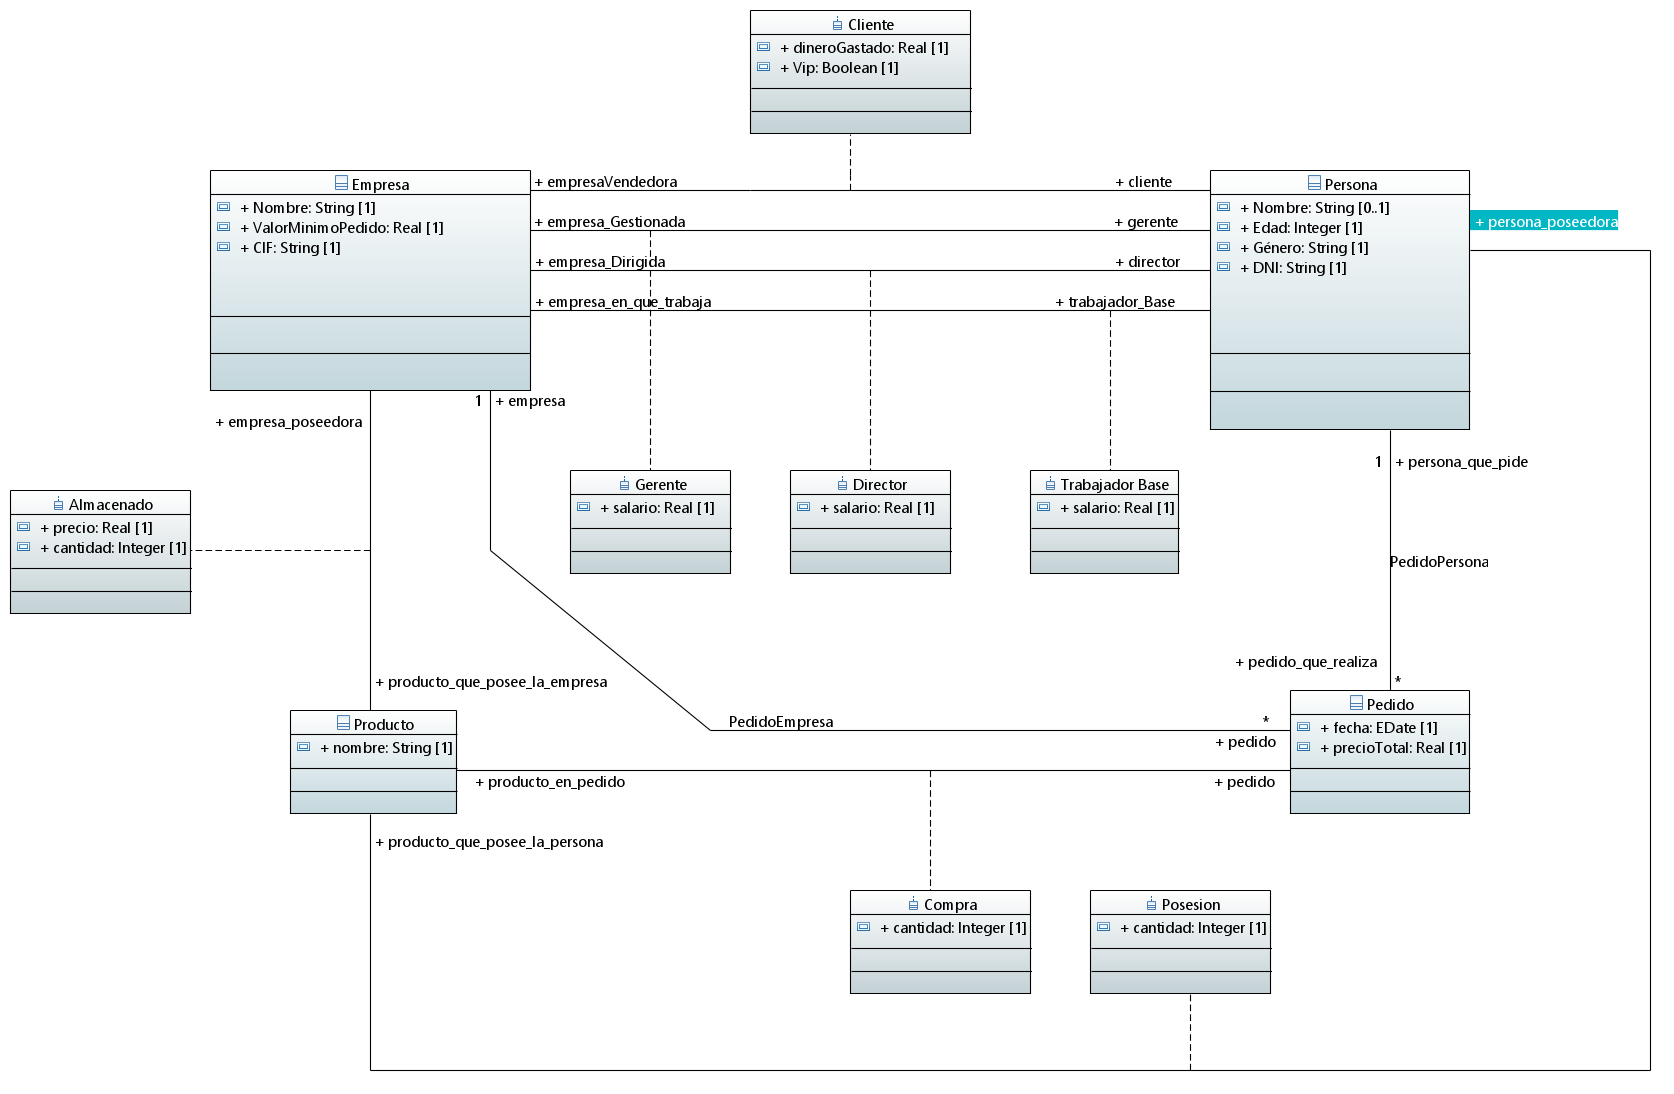 Cliente
+ dineroGastado: Real [1]
+ Vip: Boolean [1]
Empresa
+ Nombre: String [1]
+ ValorMinimoPedido: Real [1]
+ CIF: String [1]
+ empresaVendedora
+ cliente
+ empresa_Gestionada
+ gerente
+ empresa_Dirigida
+ director
+ empresa_en_que_trabaja
+ trabajador_Base
Persona
+ Nombre: String [0..1]
+ Edad: Integer [1]
+ Género: String [1]
+ DNI: String [1]
+ persona_poseedora
1 + empresa
+ empresa_poseedora
1 + persona_que_pide
Almacenado
+ precio: Real [1]
+ cantidad: Integer [1]
Gerente
+ salario: Real [1]
Director
+ salario: Real [1]
Trabajador Base
+ salario: Real [1]
PedidoPersona
+ pedido_que_realiza
*
+ producto_que_posee_la_empresa
Producto
+ nombre: String [1]
PedidoEmpresa
*
+ pedido
Pedido
+ fecha: EDate [1]
+ precioTotal: Real [1]
+ producto_en_pedido
+ pedido
+ producto_que_posee_la_persona
Compra
+ cantidad: Integer [1]
Posesion
+ cantidad: Integer [1]